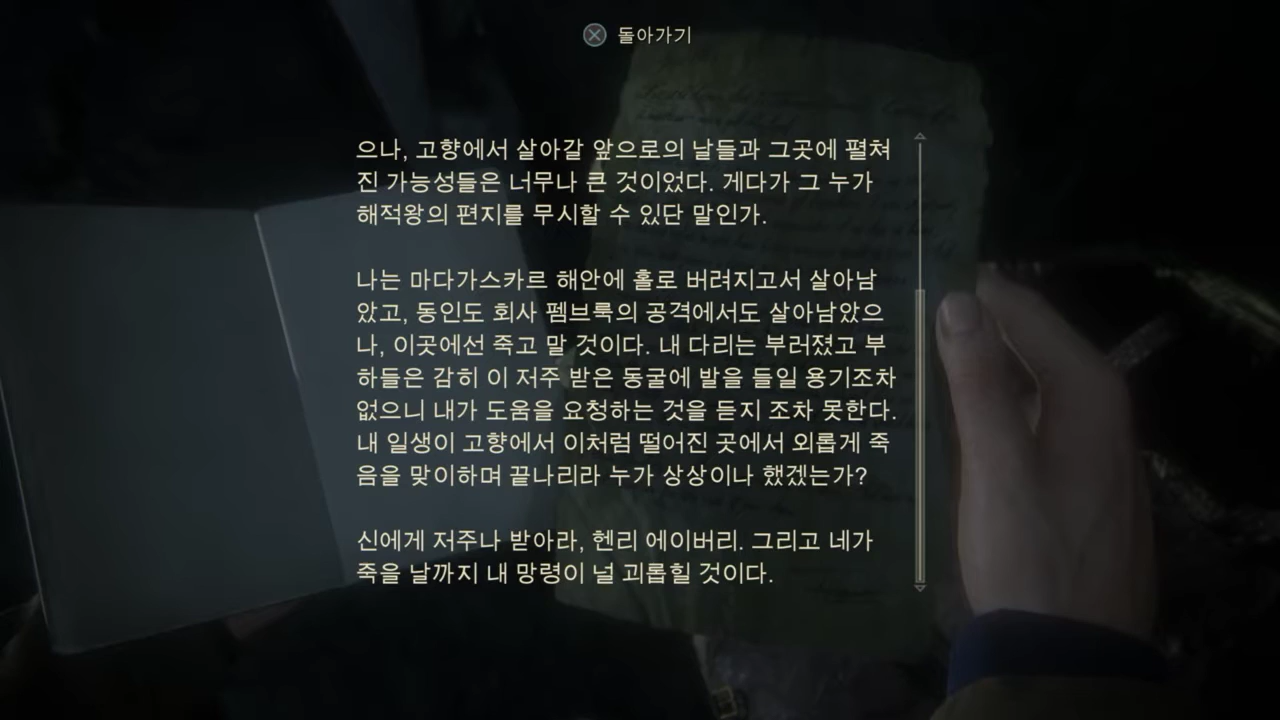 돌아가기
으나, 고향에서 살아갈 앞으로의 날들과 그곳에 펼쳐
진 가능성들은 너무나 큰 것이었다. 게다가 그 누가
해적왕의 편지를 무시할 수 있단 말인가.
나는 마다가스카르 해안에 홀로 버려지고서 살아남
았고, 동인도 회사 펨브룩의 공격에서도 살아남았으
나, 이곳에선 죽고 말 것이다. 내 다리는 부러졌고 부
하들은 감히 이 저주 받은 동굴에 발을 들일 용기조차
없으니 내가 도움을 요청하는 것을 듣지 조차 못한다.
내 일생이 고향에서 이처럼 떨어진 곳에서 외롭게 죽
음을 맞이하며 끝나리라 누가 상상이나 했겠는가?
신에게 저주나 받아라, 헨리 에이버리. 그리고 네가
죽을 날까지 내 망령이 널 괴롭힐 것이다.